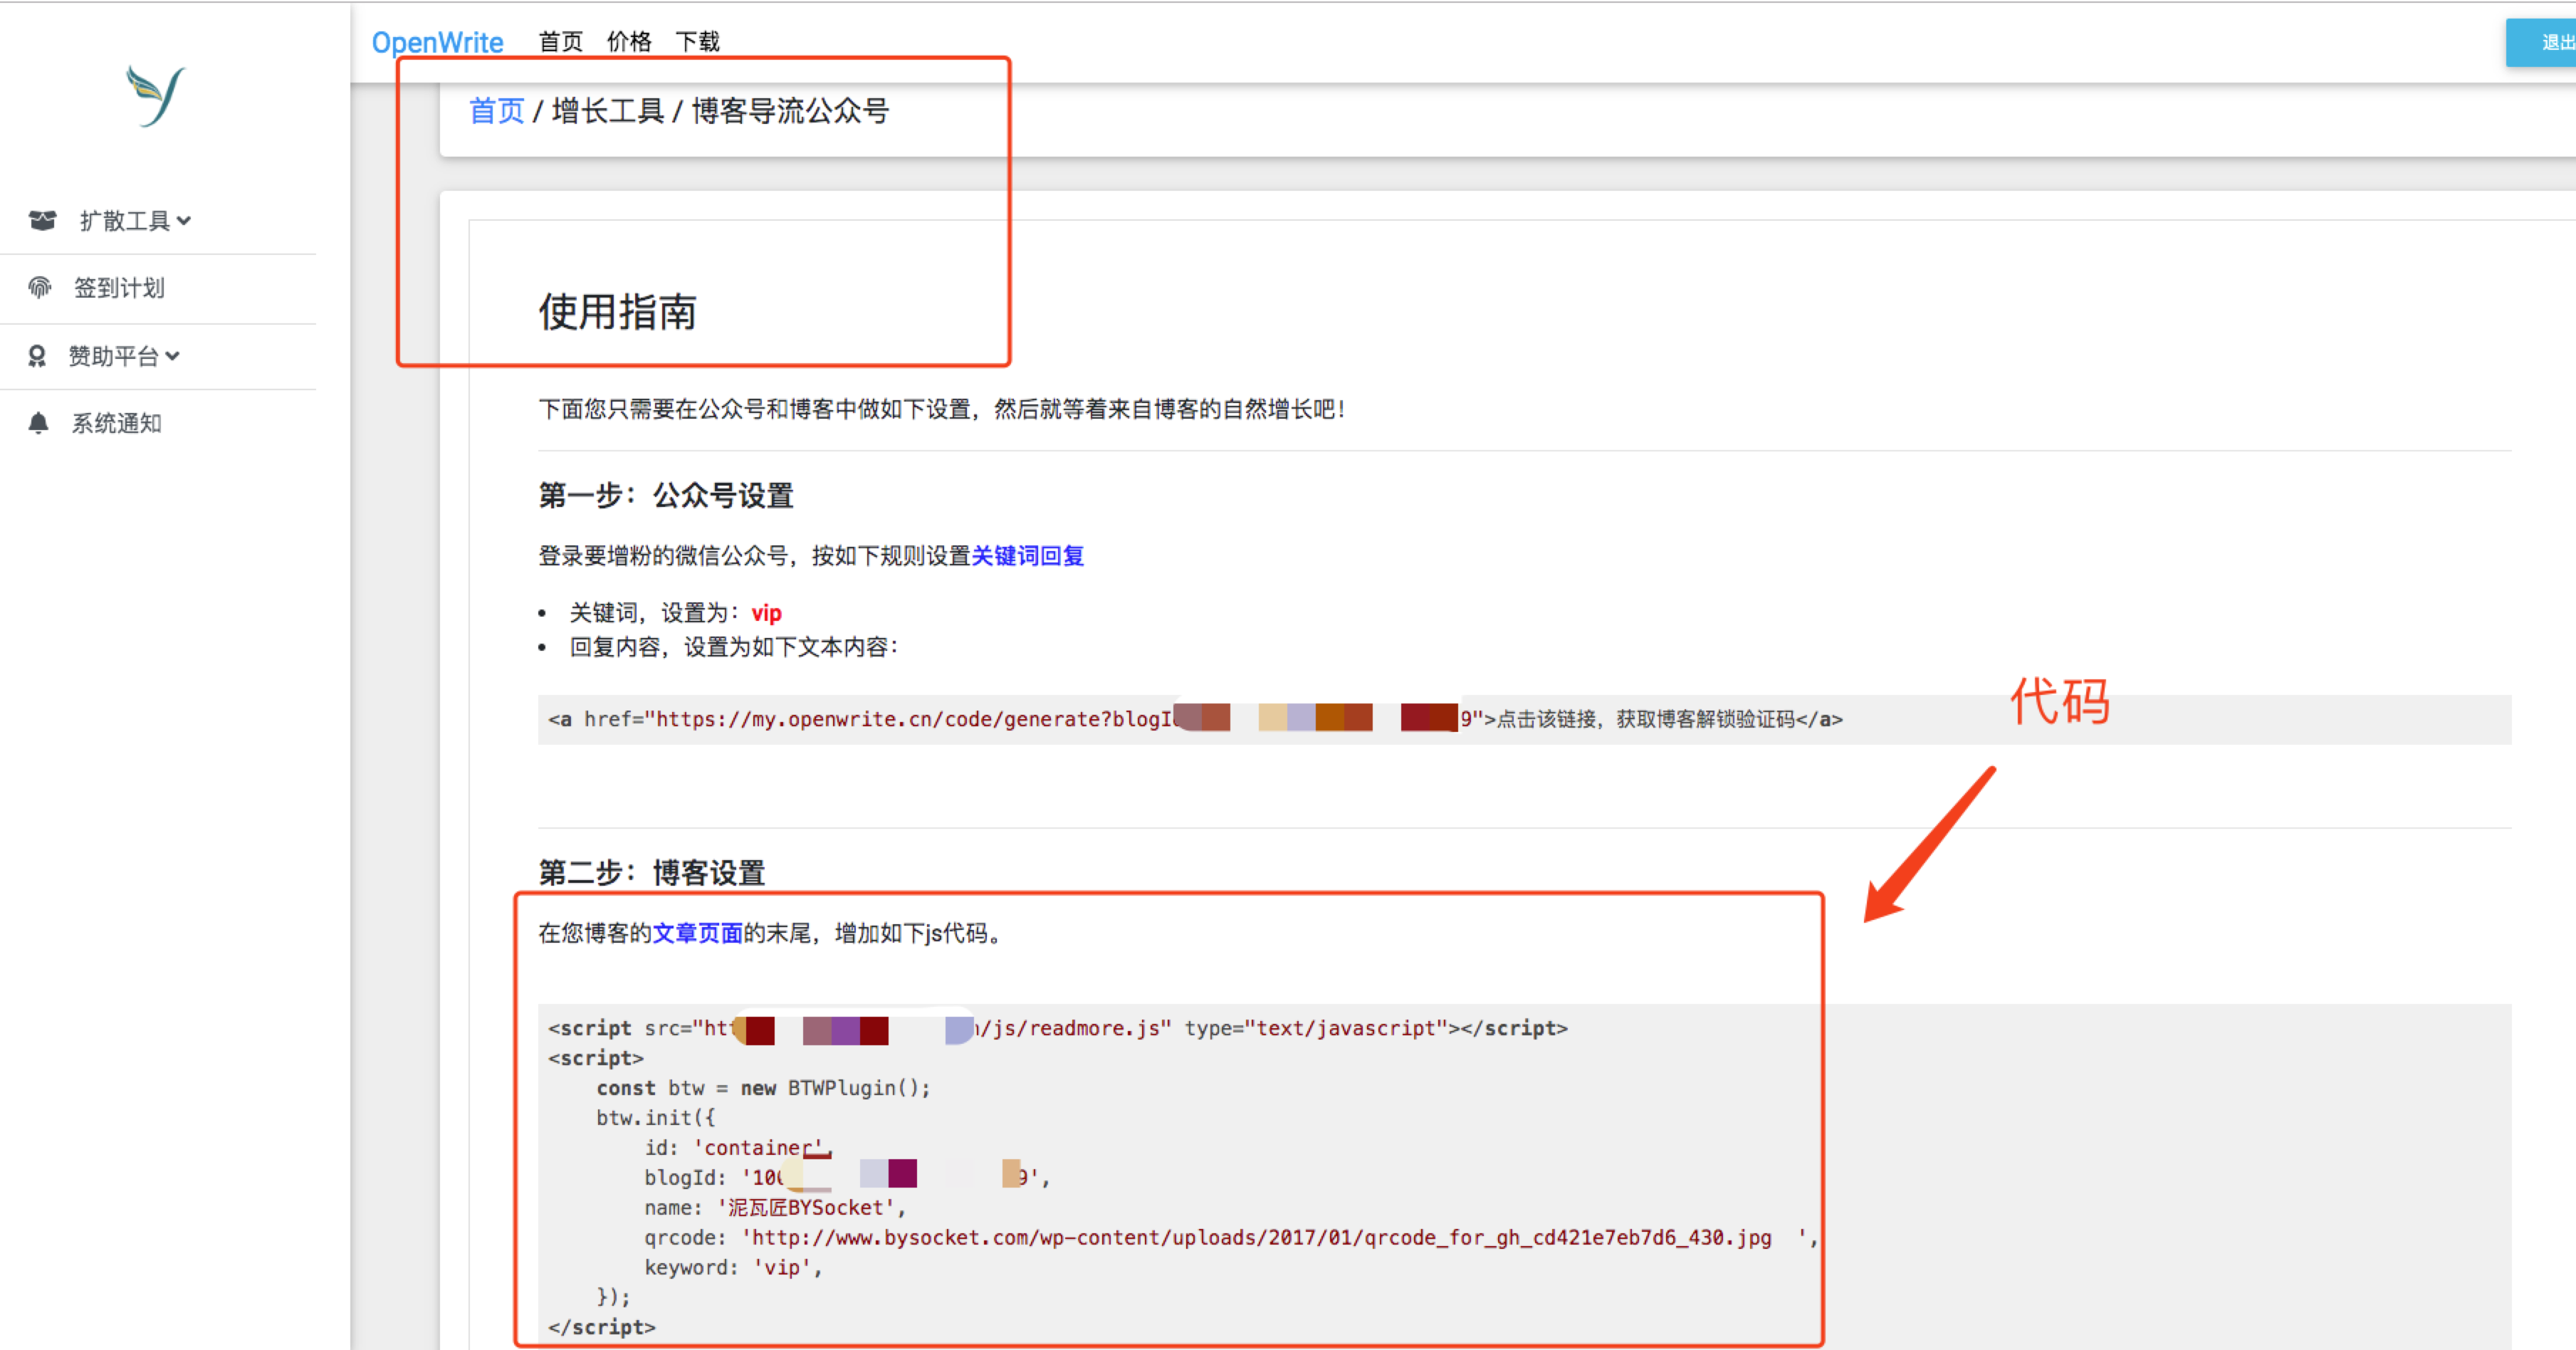 OpenWrite 首页 价格 下载 退出
首页 / 增长工具 / 博客导流公众号
扩散工具
签到计划
赞助平台
系统通知
使用指南
下面您只需要在公众号和博客中做如下设置，然后就等着来自博客的自然增长吧！
第一步：公众号设置
登录要增粉的微信公众号，按如下规则设置关键词回复
• 关键词，设置为：vip
• 回复内容，设置为如下文本内容：
<a href="https://my.openwrite.cn/code/generate?blogI 9">点击该链接，获取博客解锁验证码</a>
代码
第二步：博客设置
在您博客的文章页面的末尾，增加如下js代码。
<script src="htt /js/readmore.js" type="text/javascript"></script>
<script>
const btw = new BTWPlugin();
btw.init({
id: 'container',
blogId: '10 9',
name: '泥瓦匠BYSocket',
qrcode: 'http://www.bysocket.com/wp-content/uploads/2017/01/qrcode_for_gh_cd421e7eb7d6_430.jpg ',
keyword: 'vip',
});
</script>